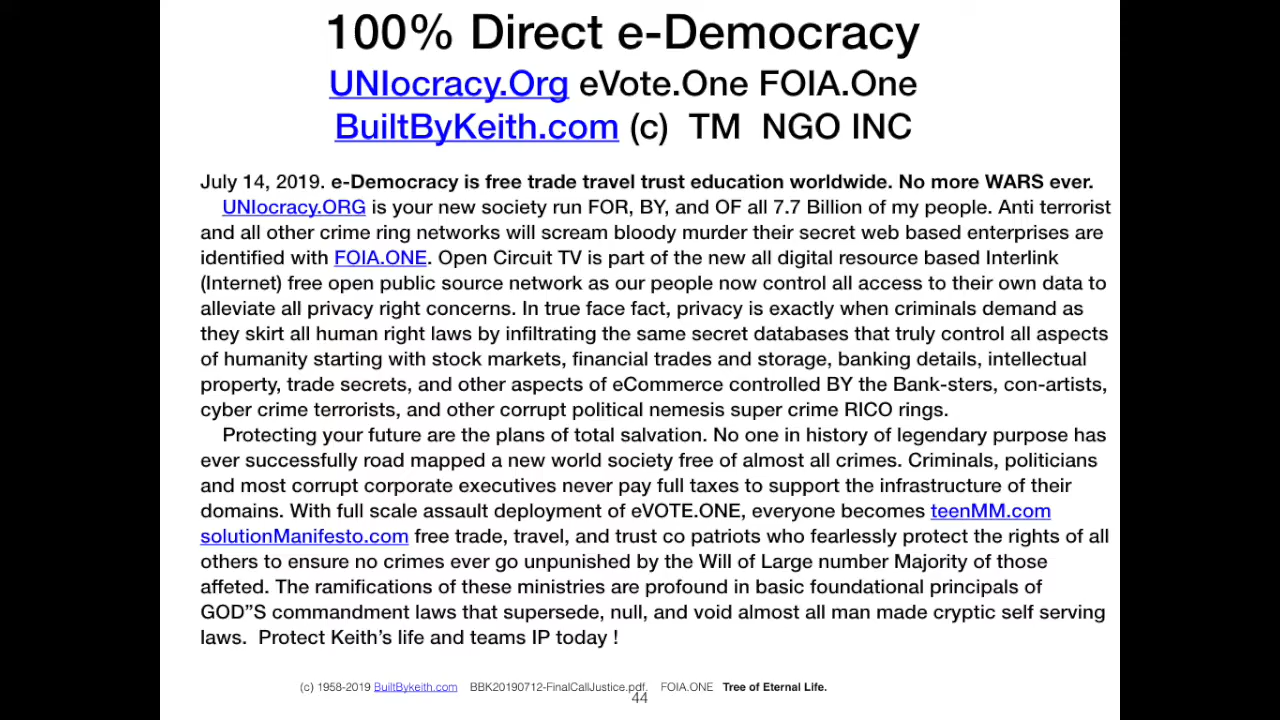 100% Direct e-Democracy
UNIocracy.Org eVote.One FOIA.One
BuiltByKeith.com (c)  TM  NGO INC
July 14, 2019. e-Democracy is free trade travel trust education worldwide. No more WARS ever.
UNIocracy.ORG is your new society run FOR, BY, and OF all 7.7 Billion of my people. Anti terrorist
and all other crime ring networks will scream bloody murder their secret web based enterprises are
identified with FOIA.ONE. Open Circuit TV is part of the new all digital resource based Interlink
(Internet) free open public source network as our people now control all access to their own data to
alleviate all privacy right concerns. In true face fact, privacy is exactly when criminals demand as
they skirt all human right laws by infiltrating the same secret databases that truly control all aspects
of humanity starting with stock markets, financial trades and storage, banking details, intellectual
property, trade secrets, and other aspects of eCommerce controlled BY the Bank-sters, con-artists,
cyber crime terrorists, and other corrupt political nemesis super crime RICO rings.
Protecting your future are the plans of total salvation. No one in history of legendary purpose has
ever successfully road mapped a new world society free of almost all crimes. Criminals, politicians
and most corrupt corporate executives never pay full taxes to support the infrastructure of their
domains. With full scale assault deployment of eVOTE.ONE, everyone becomes teenMM.com
solutionManifesto.com free trade, travel, and trust co patriots who fearlessly protect the rights of all
others to ensure no crimes ever go unpunished by the Will of Large number Majority of those
affeted. The ramifications of these ministries are profound in basic foundational principals of
GOD”S commandment laws that supersede, null, and void almost all man made cryptic self serving
laws.  Protect Keith’s life and teams IP today !
(c) 1958-2019 BuiltBykeith.com    BBK20190712-FinalCallJustice.pdf.    FOIA.ONE   Tree of Eternal Life.
44